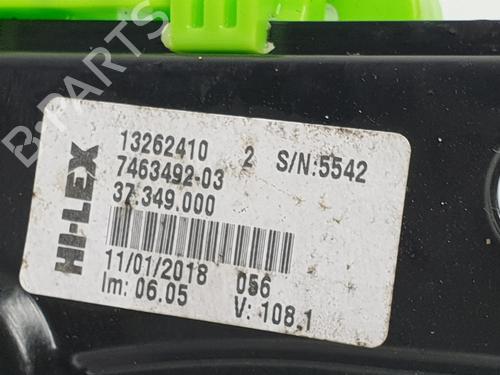 B-PARTS
HI-LEX
13262410 2 S/N:5542
7463492-03
37.349.000
11/01/2018 056
Im: 06.05 V: 108.1